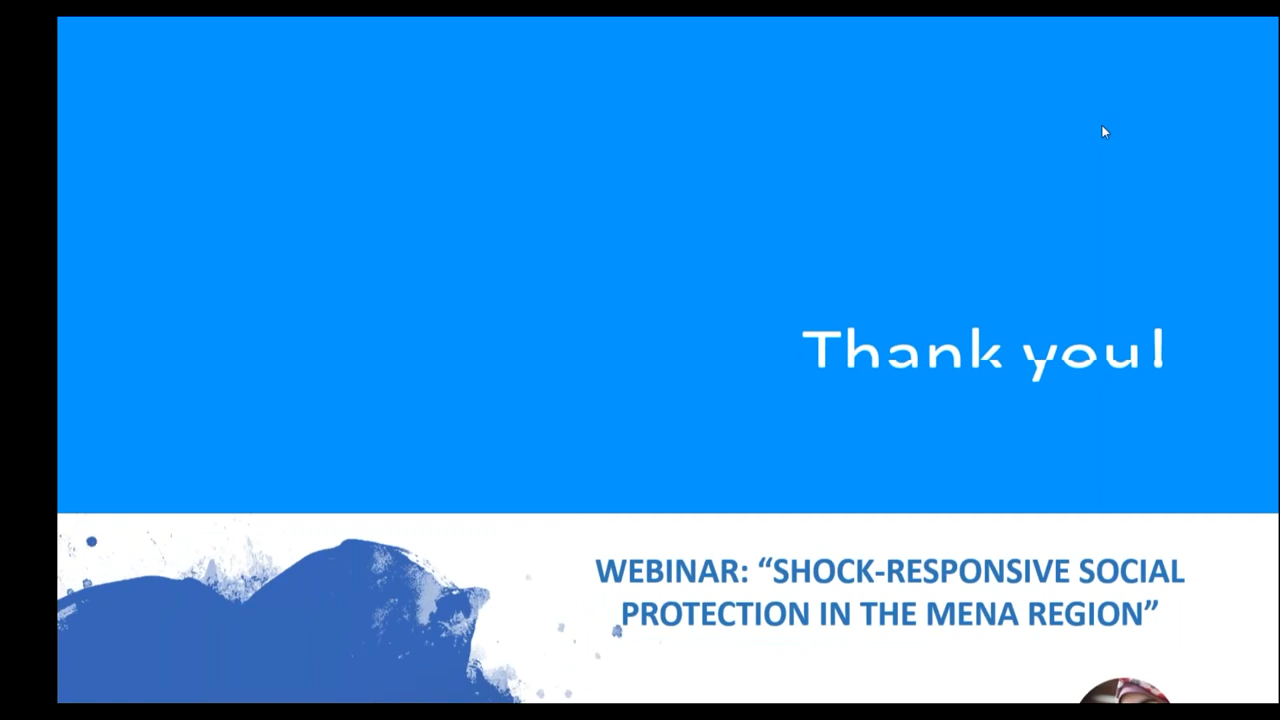 Thank you!
WEBINAR: “SHOCK-RESPONSIVE SOCIAL
PROTECTION IN THE MENA REGION”